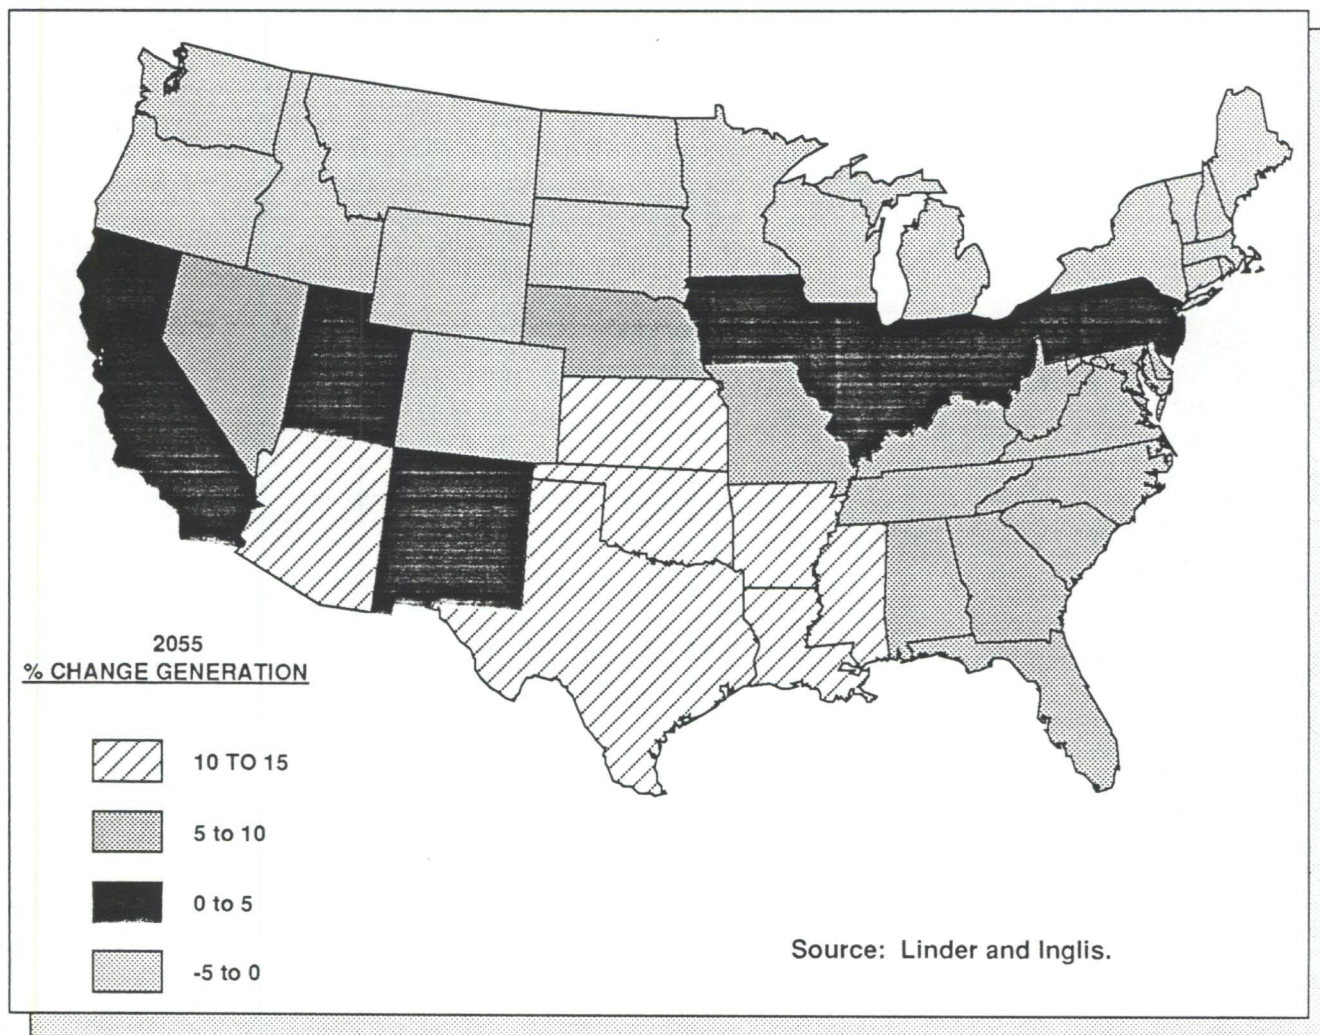 2055
% CHANGE GENERATION
10 TO 15
5 to 10
0 to 5
-5 to 0
Source: Linder and Inglis.